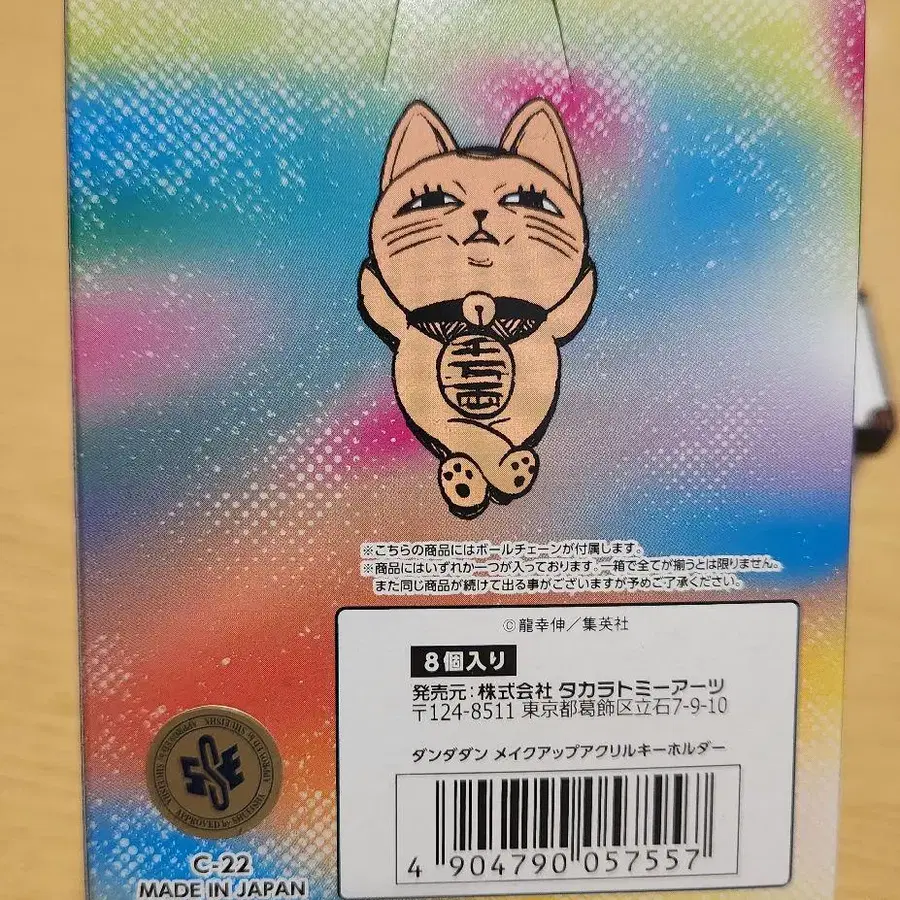 千万両
※こちらの商品にはボールチェーンが付属します。
※商品にはいずれか一つが入っております。一箱で全てが揃うとは限りません。
また同じ商品が続けて出る事がございますが予めご了承ください。
©龍幸伸／集英社
8個入り
発売元：株式会社 タカラトミーアーツ
〒124-8511 東京都葛飾区立石7-9-10
ダンダダン メイクアップアクリルキーホルダー
4 904790 057557
APPROVED by SHUEISHA
C-22
MADE IN JAPAN